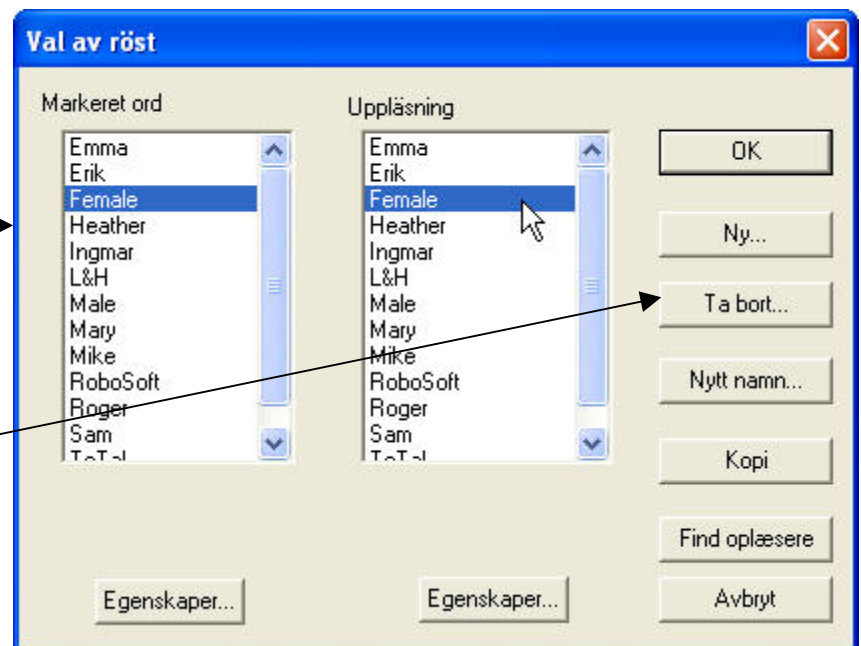 Val av röst
Markeret ord
Emma
Erik
Female
Heather
Ingmar
L&H
Male
Mary
Mike
RoboSoft
Roger
Sam
ToTal
Egenskaper...
Uppläsning
Emma
Erik
Female
Heather
Ingmar
L&H
Male
Mary
Mike
RoboSoft
Roger
Sam
ToTal
Egenskaper...
OK
Ny...
Ta bort...
Nytt namn...
Kopi
Find oplæsere
Avbryt